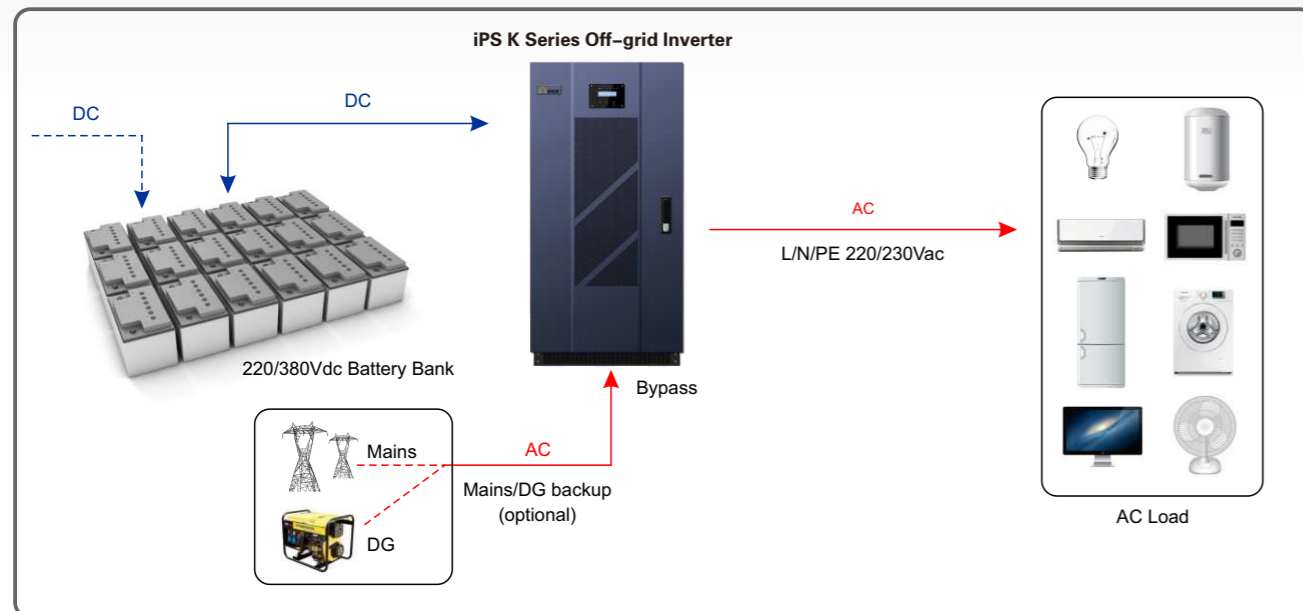 iPS K Series Off-grid Inverter
DC
DC
AC
L/N/PE 220/230Vac
220/380Vdc Battery Bank
Bypass
Mains
AC
Mains/DG backup
(optional)
DG
AC Load